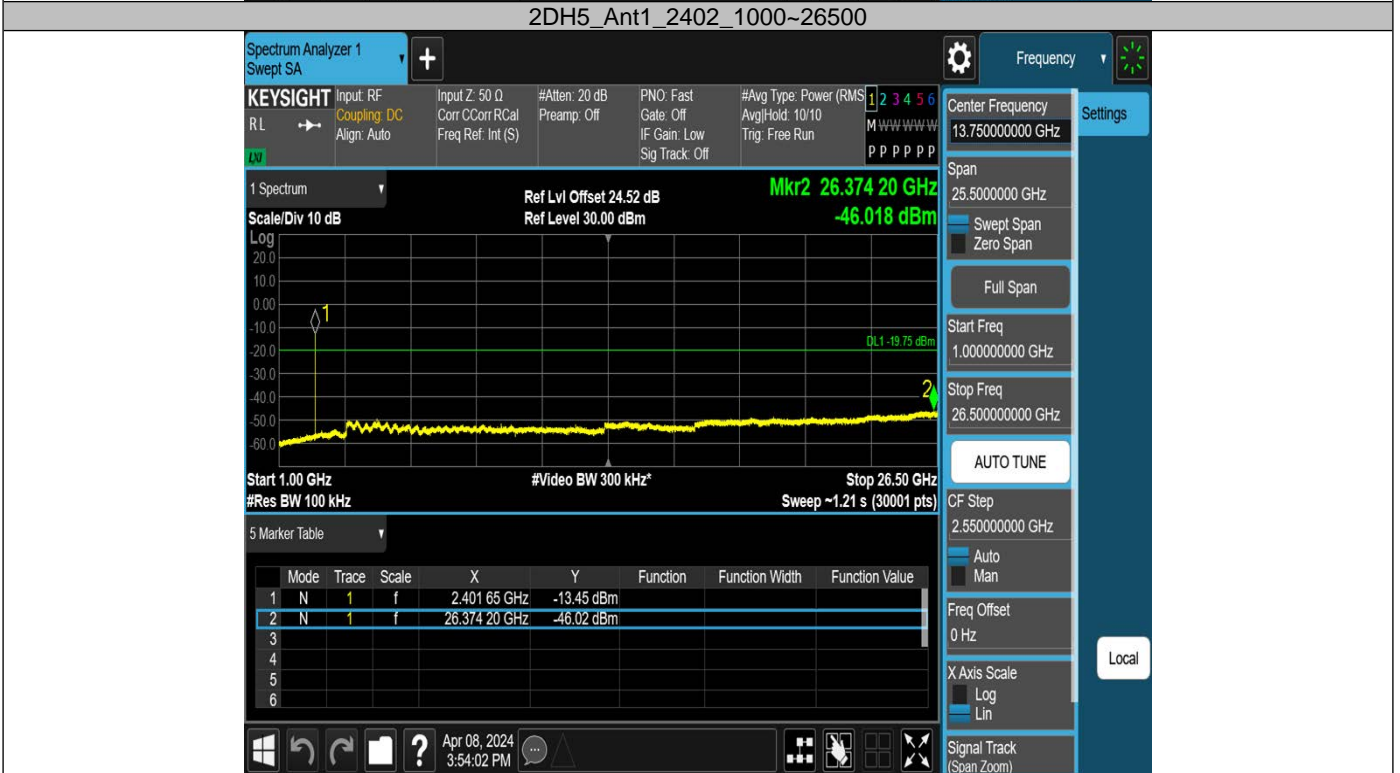 2DH5_Ant1_2402_1000~26500
Spectrum Analyzer 1
Swept SA
+
Frequency
KEYSIGHT
RL
LXI
Input: RF
Coupling: DC
Align: Auto
Input Z: 50 Ω
Corr CCorr RCal
Freq Ref: Int (S)
#Atten: 20 dB
Preamp: Off
PNO: Fast
Gate: Off
IF Gain: Low
Sig Track: Off
#Avg Type: Power (RMS
Avg|Hold: 10/10
Trig: Free Run
1 2 3 4 5 6
M W W W W W
P P P P P P
1 Spectrum
Scale/Div 10 dB
Ref Lvl Offset 24.52 dB
Ref Level 30.00 dBm
Mkr2 26.374 20 GHz
-46.018 dBm
Log
20.0
10.0
0.00
-10.0
-20.0
-30.0
-40.0
-50.0
-60.0
1
DL1 -19.75 dBm
2
Start 1.00 GHz
#Res BW 100 kHz
#Video BW 300 kHz*
Stop 26.50 GHz
Sweep ~1.21 s (30001 pts)
5 Marker Table
Mode Trace Scale X Y Function Function Width Function Value
1 N 1 f 2.401 65 GHz -13.45 dBm
2 N 1 f 26.374 20 GHz -46.02 dBm
3
4
5
6
?
Apr 08, 2024
3:54:02 PM
Center Frequency
13.750000000 GHz
Settings
Span
25.5000000 GHz
Swept Span
Zero Span
Full Span
Start Freq
1.000000000 GHz
Stop Freq
26.500000000 GHz
AUTO TUNE
CF Step
2.550000000 GHz
Auto
Man
Freq Offset
0 Hz
X Axis Scale
Log
Lin
Local
Signal Track
(Span Zoom)